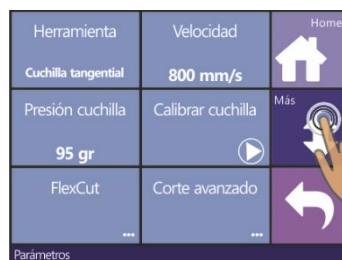 Herramienta
Cuchilla tangential
Velocidad
800 mm/s
Home
Presión cuchilla
95 gr
Calibrar cuchilla
Más
FlexCut
...
Corte avanzado
...
Parámetros